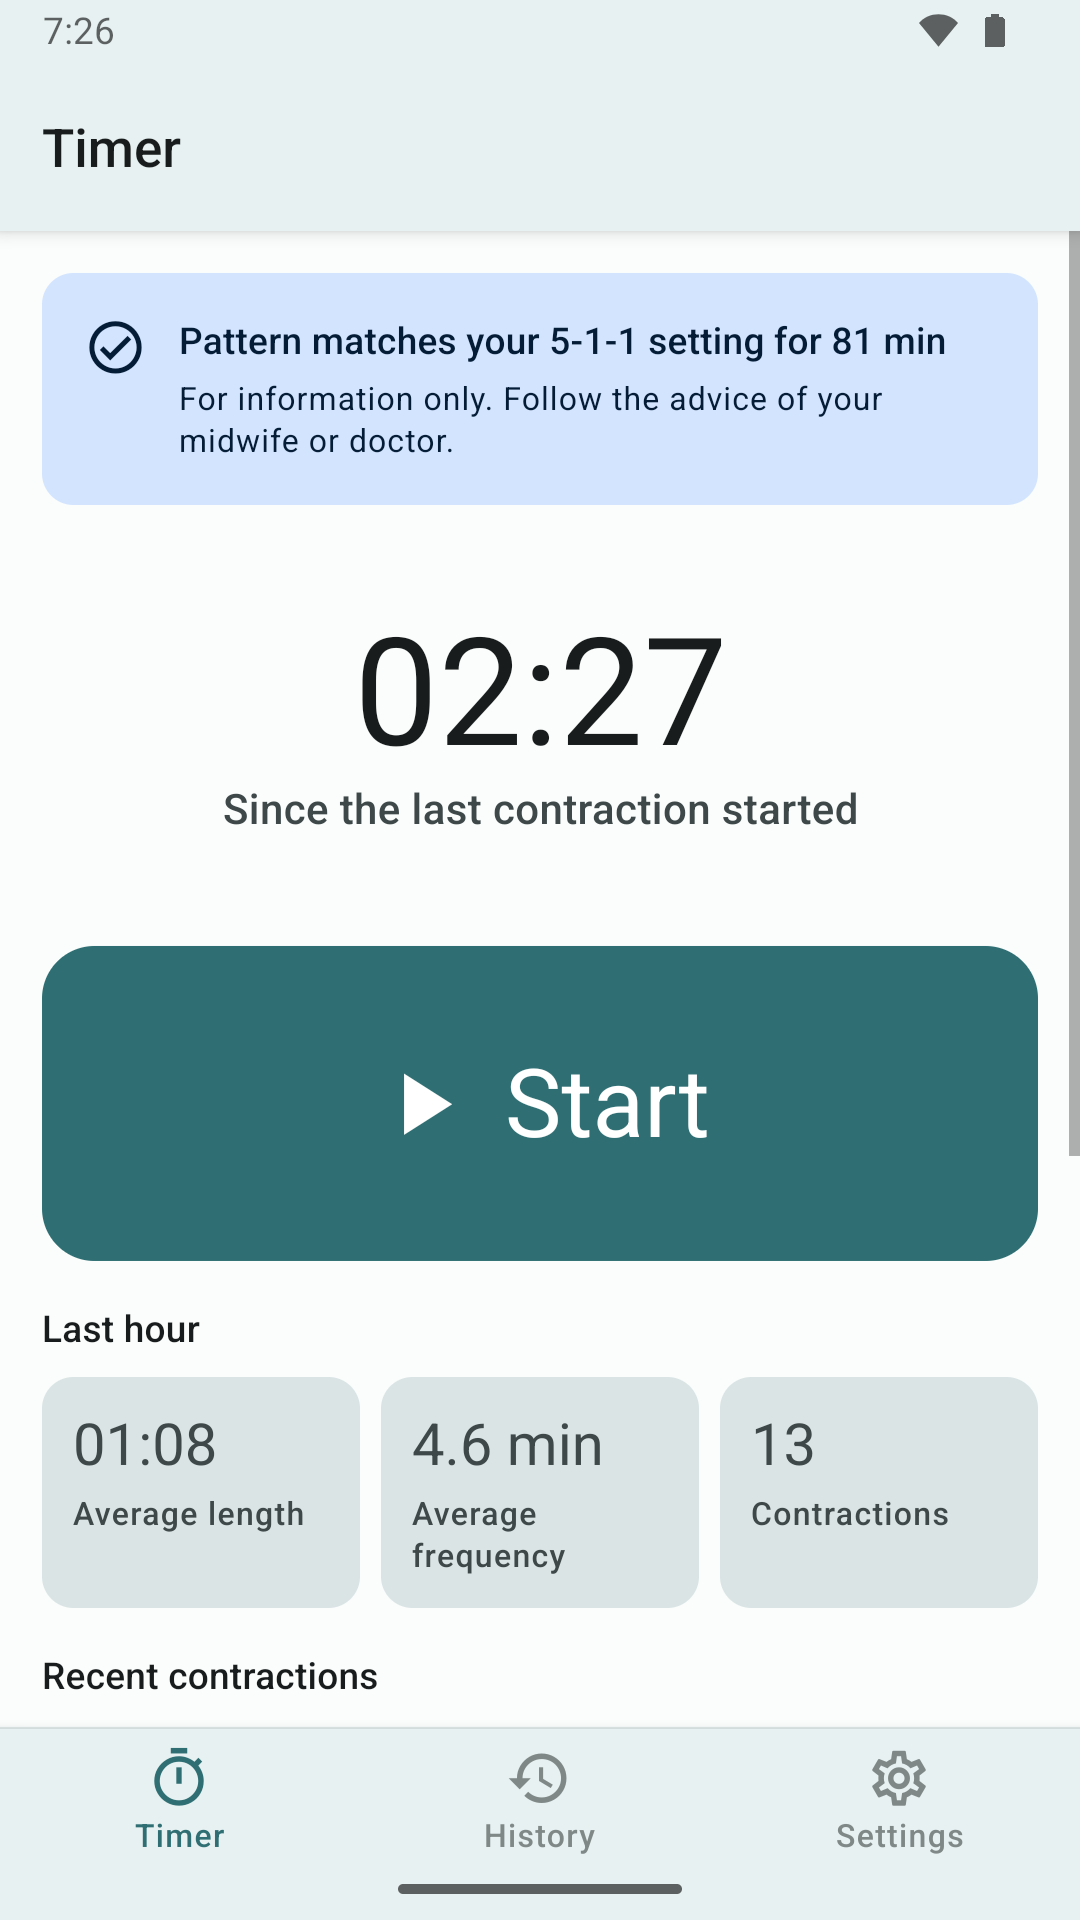 7:26
Timer
Pattern matches your 5-1-1 setting for 81 min
For information only. Follow the advice of your
midwife or doctor.
02:27
Since the last contraction started
Start
Last hour
01:08
Average length
4.6 min
Average
frequency
13
Contractions
Recent contractions
Timer
History
Settings